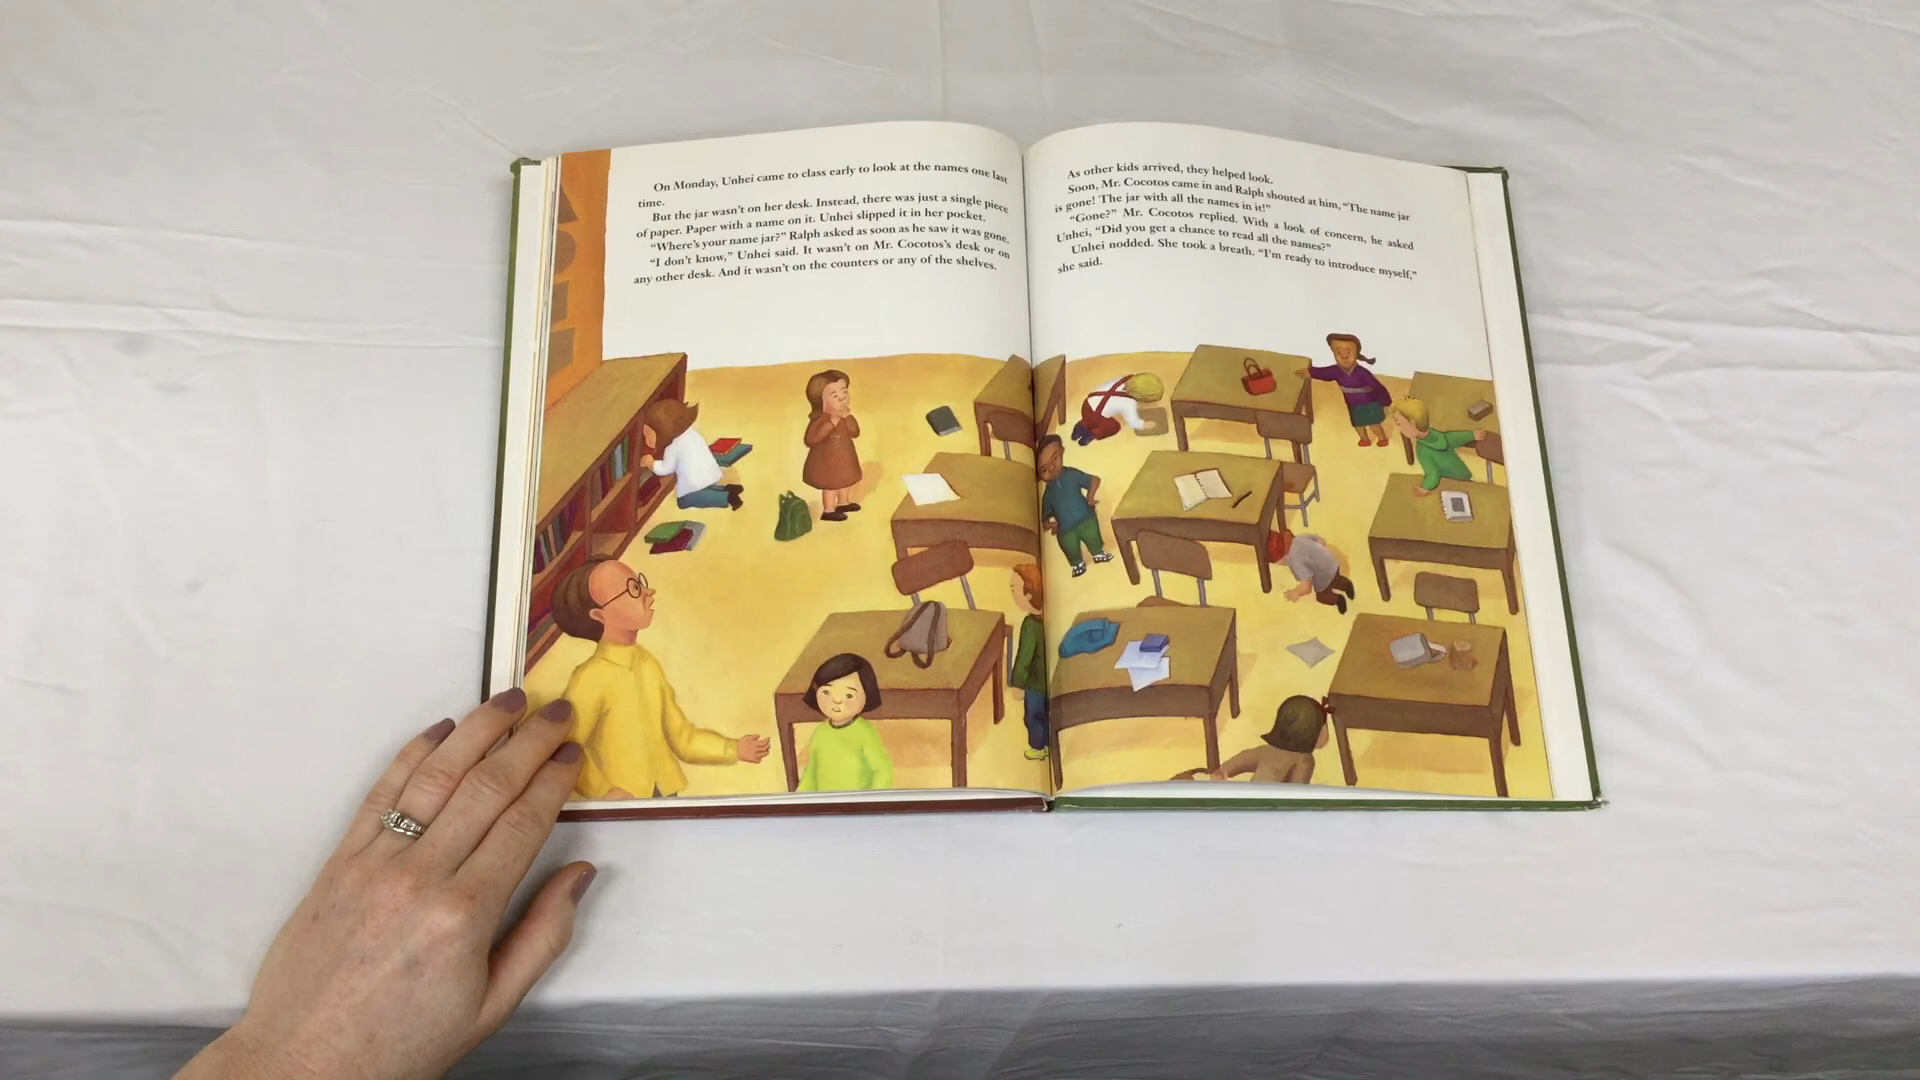 On Monday, Unhei came to class early to look at the names one last
time.
But the jar wasn't on her desk. Instead, there was just a single piece
of paper. Paper with a name on it. Unhei slipped it in her pocket.
"Where's your name jar?" Ralph asked as soon as he saw it was gone.
"I don't know," Unhei said. It wasn't on Mr. Cocotos's desk or on
any other desk. And it wasn't on the counters or any of the shelves.
As other kids arrived, they helped look.
Soon, Mr. Cocotos came in and Ralph shouted at him, "The name jar
is gone! The jar with all the names in it!"
"Gone?" Mr. Cocotos replied. With a look of concern, he asked
Unhei, "Did you get a chance to read all the names?"
Unhei nodded. She took a breath. "I'm ready to introduce myself,"
she said.